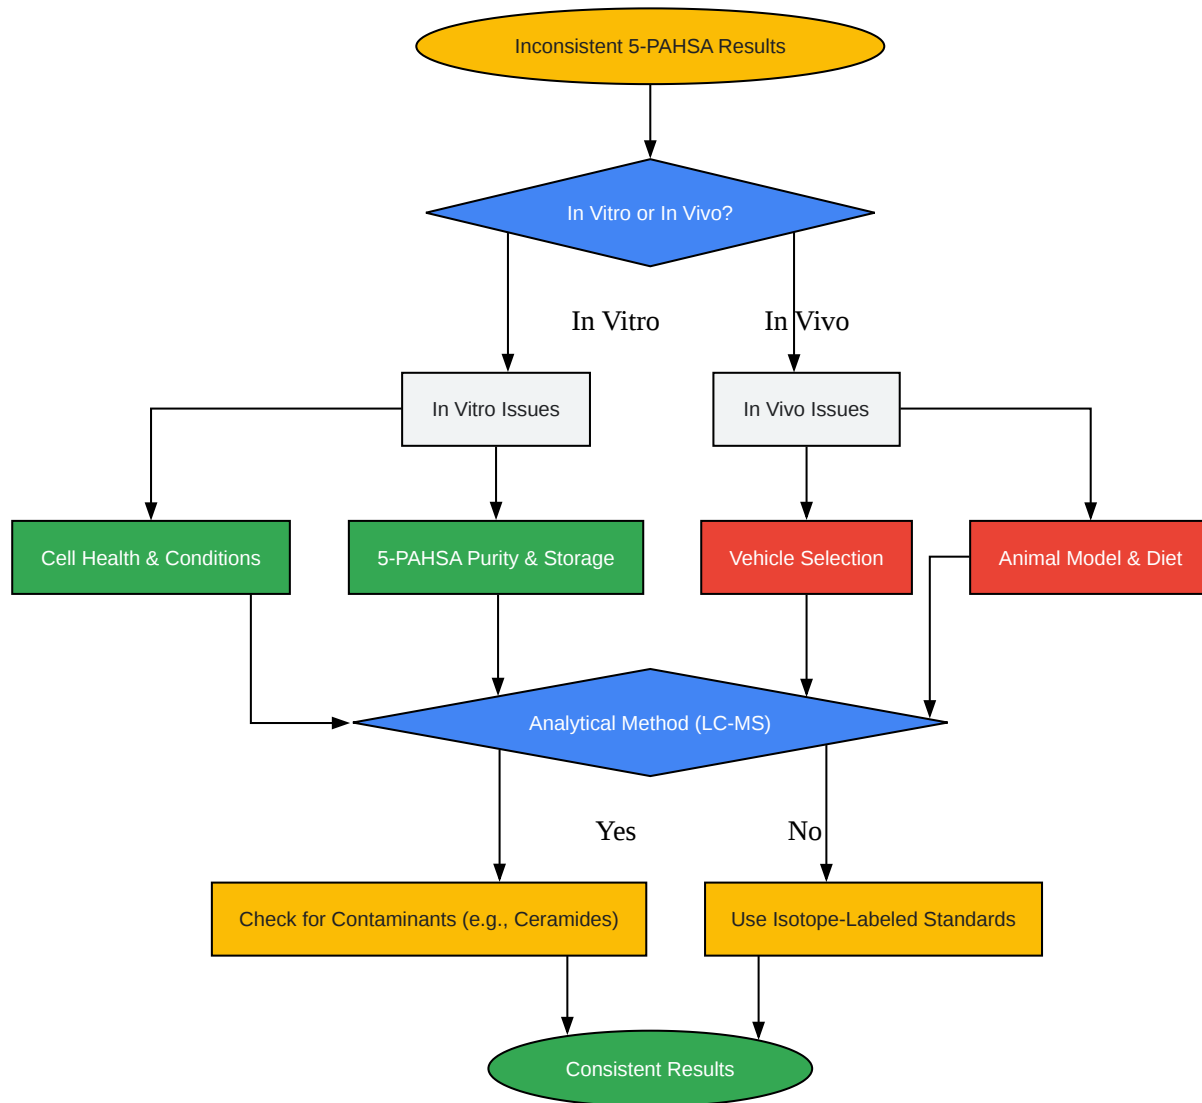 Inconsistent 5-PAHSA Results
In Vitro or In Vivo?
In Vitro
In Vivo
In Vitro Issues
In Vivo Issues
Cell Health & Conditions
5-PAHSA Purity & Storage
Vehicle Selection
Animal Model & Diet
Analytical Method (LC-MS)
Yes
No
Check for Contaminants (e.g., Ceramides)
Use Isotope-Labeled Standards
Consistent Results